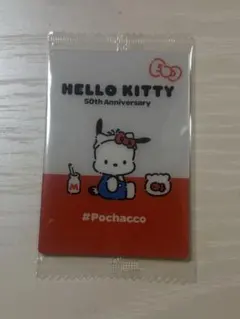 HELLO KITTY
50th Anniversary
M
#Pochacco